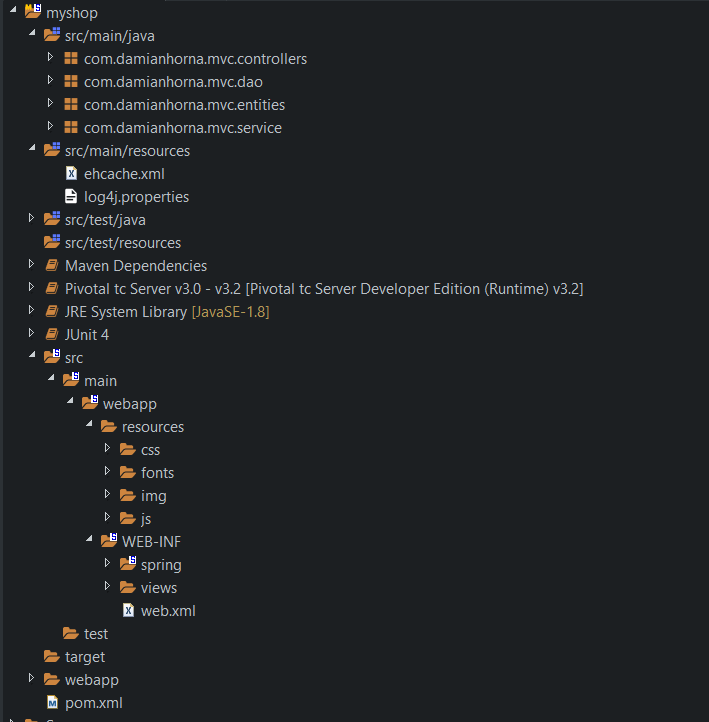 myshop
src/main/java
com.damianhorna.mvc.controllers
com.damianhorna.mvc.dao
com.damianhorna.mvc.entities
com.damianhorna.mvc.service
src/main/resources
ehcache.xml
log4j.properties
src/test/java
src/test/resources
Maven Dependencies
Pivotal tc Server v3.0 - v3.2 [Pivotal tc Server Developer Edition (Runtime) v3.2]
JRE System Library [JavaSE-1.8]
JUnit 4
src
main
webapp
resources
css
fonts
img
js
WEB-INF
spring
views
web.xml
test
target
webapp
pom.xml